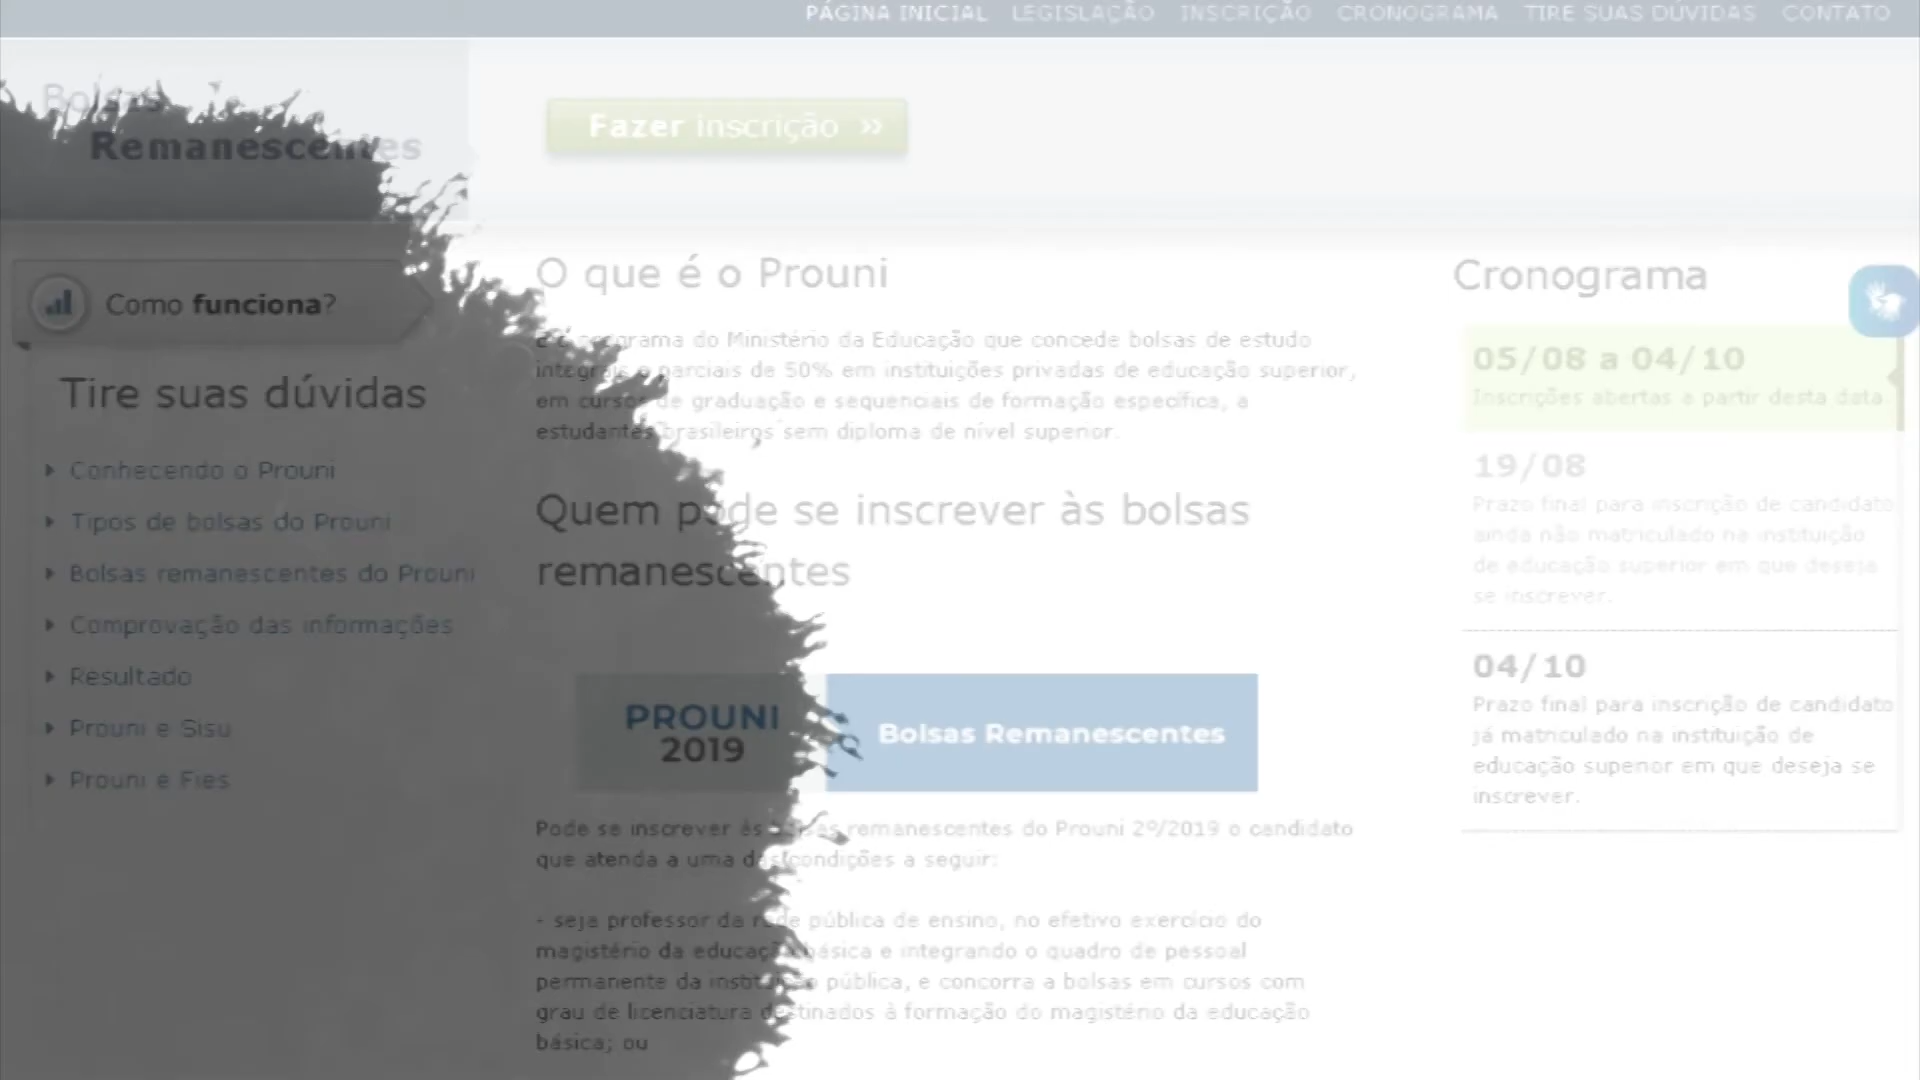 PÁGINA INICIAL LEGISLAÇÃO INSCRIÇÃO CRONOGRAMA TIRE SUAS DÚVIDAS CONTATO
Bolsas
Remanescentes
Fazer inscrição »
Como funciona?
Tire suas dúvidas
Conhecendo o Prouni
Tipos de bolsas do Prouni
Bolsas remanescentes do Prouni
Comprovação das informações
Resultado
Prouni e Sisu
Prouni e Fies
O que é o Prouni
é o programa do Ministério da Educação que concede bolsas de estudo
integrais e parciais de 50% em instituições privadas de educação superior,
em cursos de graduação e sequenciais de formação específica, a
estudantes brasileiros sem diploma de nível superior.
Quem pode se inscrever às bolsas
remanescentes
PROUNI
2019
Bolsas Remanescentes
Pode se inscrever às bolsas remanescentes do Prouni 2º/2019 o candidato
que atenda a uma das condições a seguir:
- seja professor da rede pública de ensino, no efetivo exercício do
magistério da educação básica e integrando o quadro de pessoal
permanente da instituição pública, e concorra a bolsas em cursos com
grau de licenciatura destinados à formação do magistério da educação
básica; ou
Cronograma
05/08 a 04/10
Inscrições abertas a partir desta data
19/08
Prazo final para inscrição de candidato
ainda não matriculado na instituição
de educação superior em que deseja
se inscrever.
04/10
Prazo final para inscrição de candidato
já matriculado na instituição de
educação superior em que deseja se
inscrever.